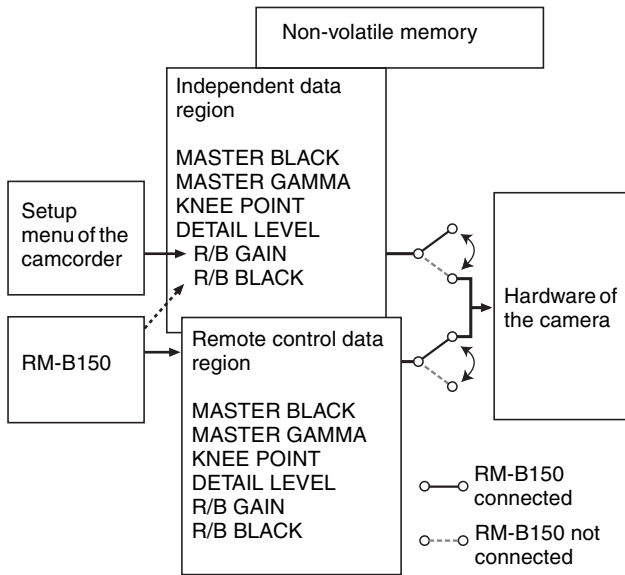 Non-volatile memory
Independent data
region
MASTER BLACK
MASTER GAMMA
KNEE POINT
DETAIL LEVEL
R/B GAIN
R/B BLACK
Setup
menu of the
camcorder
RM-B150
Remote control data
region
MASTER BLACK
MASTER GAMMA
KNEE POINT
DETAIL LEVEL
R/B GAIN
R/B BLACK
Hardware of
the camera
RM-B150
connected
RM-B150 not
connected